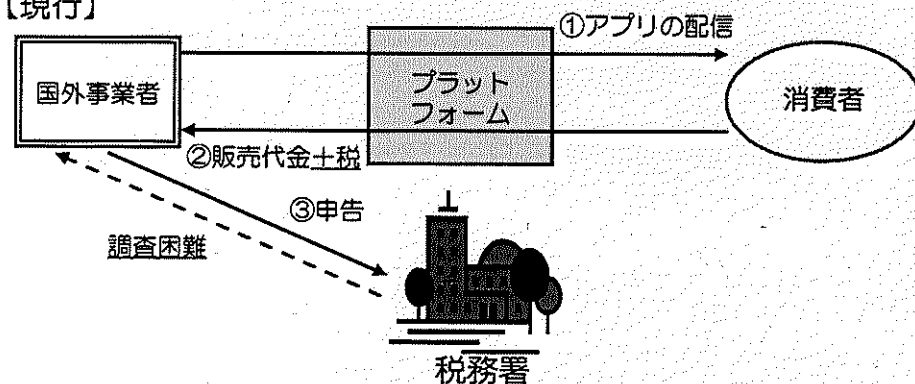 【現行】
①アプリの配信
国外事業者
プラット
フォーム
消費者
②販売代金+税
③申告
調査困難
税務署